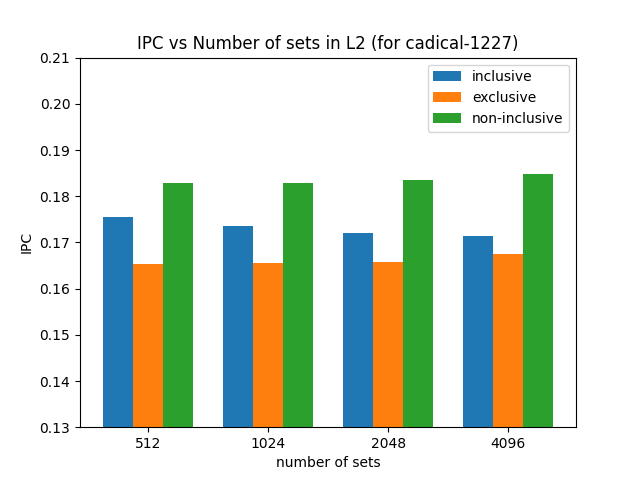 IPC vs Number of sets in L2 (for cadical-1227)
inclusive
exclusive
non-inclusive
IPC
0.21
0.20
0.19
0.18
0.17
0.16
0.15
0.14
0.13
512 1024 2048 4096
number of sets